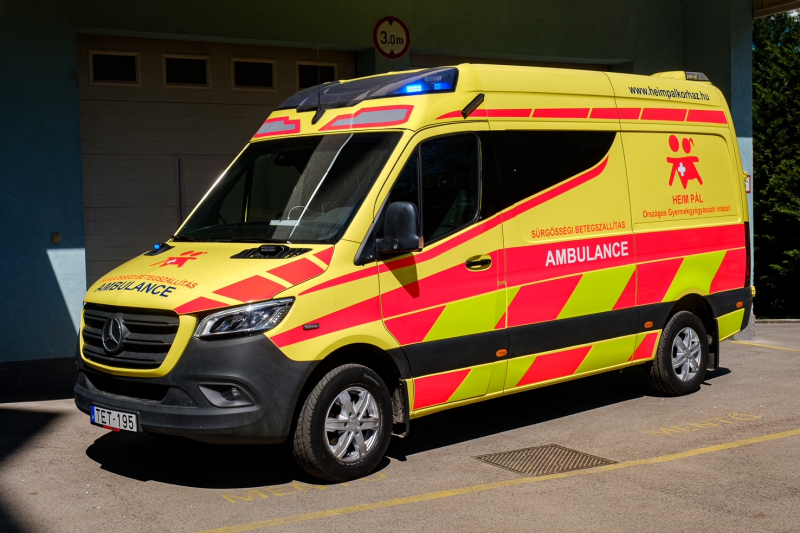 3.0m
www.heimpalkorhaz.hu
HEIM PÁL
Országos Gyermekgyógyászati Intézet
SÜRGŐSSÉGI BETEGSZÁLLÍTÁS
AMBULANCE
SÜRGŐSSÉGI BETEGSZÁLLÍTÁS
AMBULANCE
TET-195